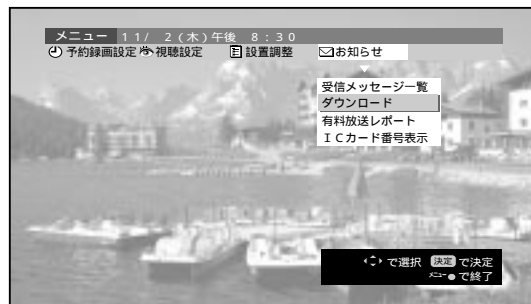 メニュー 11/ 2(木)午後 8:30
予約録画設定 視聴設定 設置調整 お知らせ
受信メッセージ一覧
ダウンロード
有料放送レポート
ICカード番号表示
で選択 決定 で決定
メニュー で終了